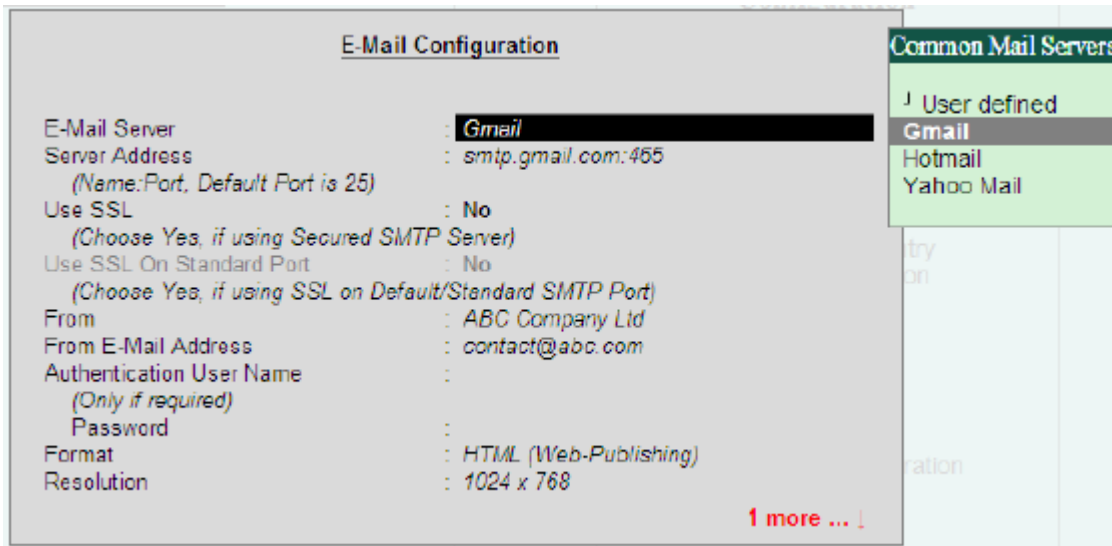 E-Mail Configuration
E-Mail Server : Gmail
Server Address : smtp.gmail.com:465
(Name:Port, Default Port is 25)
Use SSL : No
(Choose Yes, if using Secured SMTP Server)
Use SSL On Standard Port : No
(Choose Yes, if using SSL on Default/Standard SMTP Port)
From : ABC Company Ltd
From E-Mail Address : contact@abc.com
Authentication User Name :
(Only if required)
Password :
Format : HTML (Web-Publishing)
Resolution : 1024 x 768
1 more ... ↓
Common Mail Servers
┘ User defined
Gmail
Hotmail
Yahoo Mail